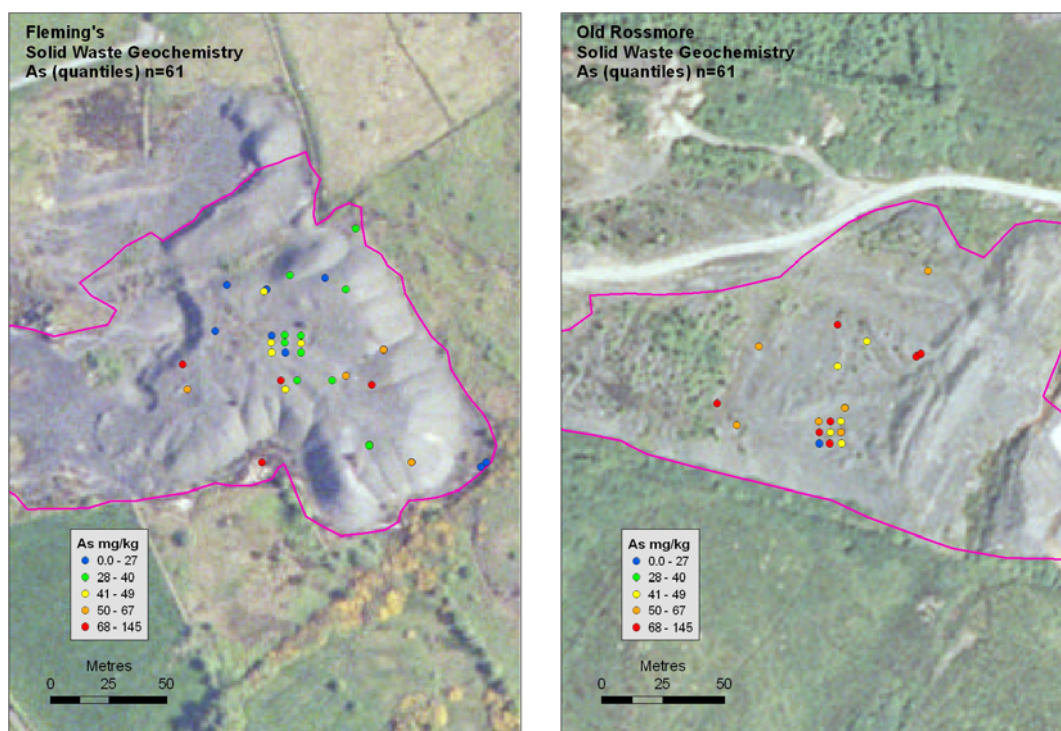 Fleming's
Solid Waste Geochemistry
As (quantiles) n=61
As mg/kg
0.0 - 27
28 - 40
41 - 49
50 - 67
68 - 145
Metres
0 25 50
Old Rossmore
Solid Waste Geochemistry
As (quantiles) n=61
As mg/kg
0.0 - 27
28 - 40
41 - 49
50 - 67
68 - 145
Metres
0 25 50